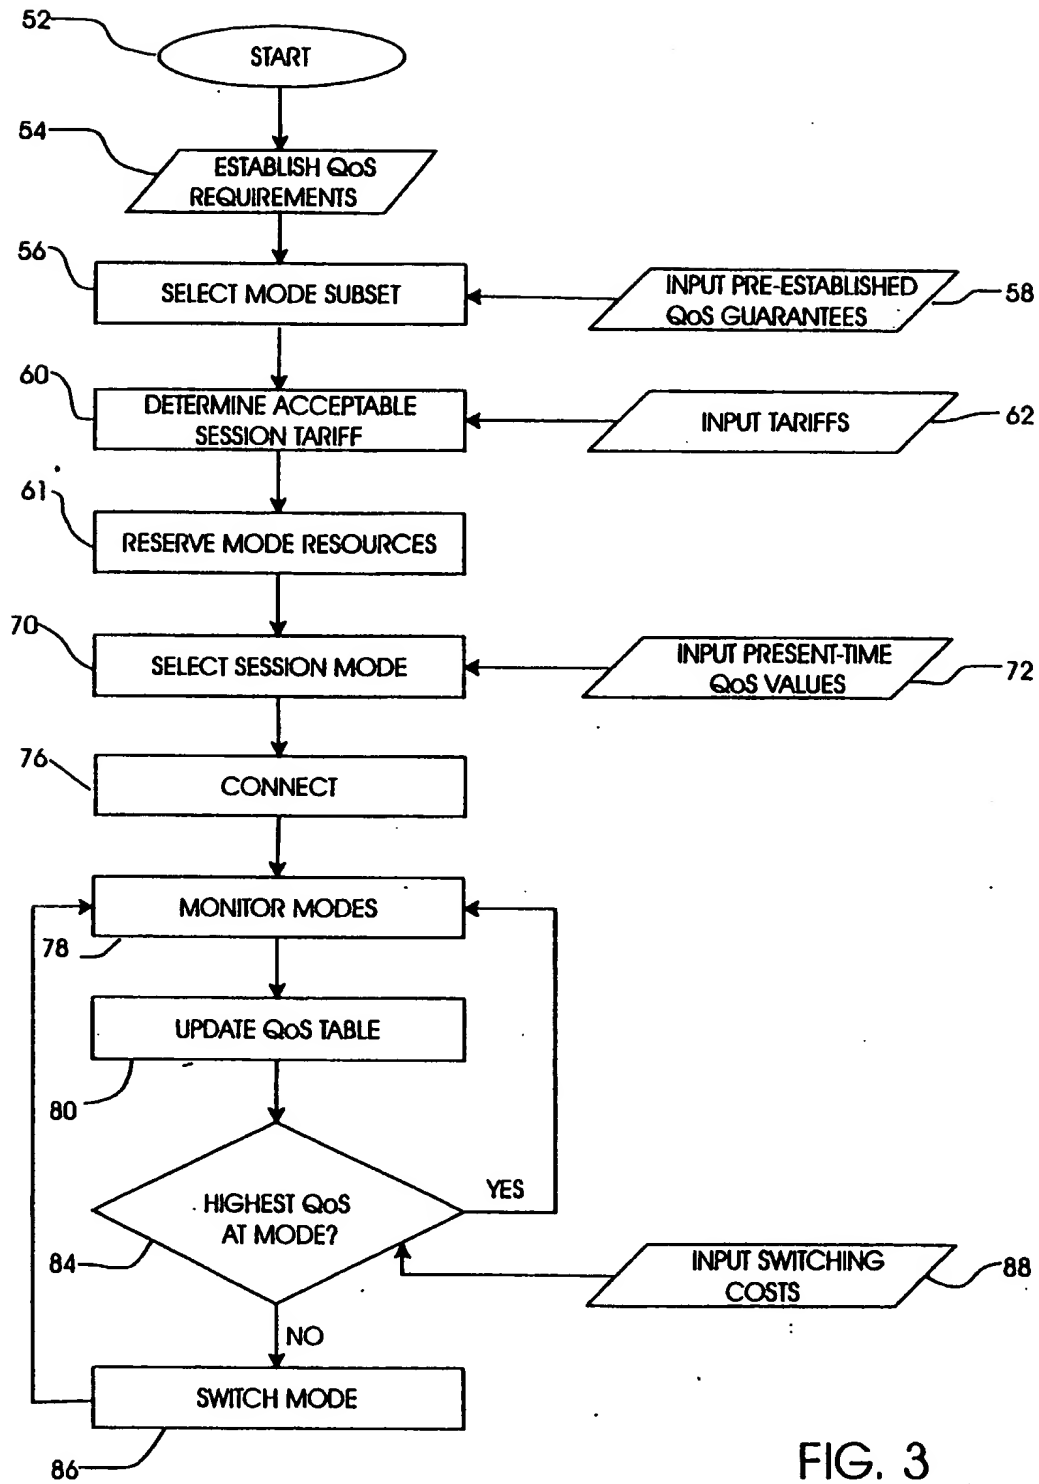 52
START
54
ESTABLISH QoS
REQUIREMENTS
56
SELECT MODE SUBSET
INPUT PRE-ESTABLISHED
QoS GUARANTEES
58
60
DETERMINE ACCEPTABLE
SESSION TARIFF
INPUT TARIFFS
62
61
RESERVE MODE RESOURCES
70
SELECT SESSION MODE
INPUT PRESENT-TIME
QoS VALUES
72
76
CONNECT
MONITOR MODES
78
UPDATE QoS TABLE
80
HIGHEST QoS
AT MODE?
YES
84
INPUT SWITCHING
COSTS
88
NO
SWITCH MODE
86
FIG. 3